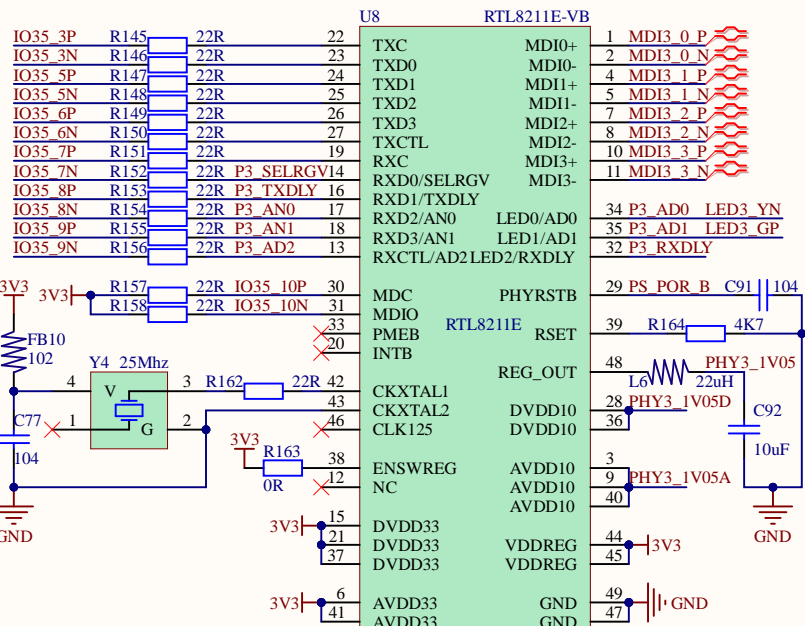 U8 RTL8211E-VB
IO35_3P R145 22R 22 TXC MDI0+ 1 MDI3_0_P
IO35_3N R146 22R 23 TXD0 MDI0- 2 MDI3_0_N
IO35_5P R147 22R 24 TXD1 MDI1+ 4 MDI3_1_P
IO35_5N R148 22R 25 TXD2 MDI1- 5 MDI3_1_N
IO35_6P R149 22R 26 TXD3 MDI2+ 7 MDI3_2_P
IO35_6N R150 22R 27 TXCTL MDI2- 8 MDI3_2_N
IO35_7P R151 22R 19 RXC MDI3+ 10 MDI3_3_P
IO35_7N R152 22R P3_SELRGV 14 RXD0/SELRGV MDI3- 11 MDI3_3_N
IO35_8P R153 22R P3_TXDLY 16 RXD1/TXDLY
IO35_8N R154 22R P3_AN0 17 RXD2/AN0 LED0/AD0 34 P3_AD0 LED3_YN
IO35_9P R155 22R P3_AN1 18 RXD3/AN1 LED1/AD1 35 P3_AD1 LED3_GP
IO35_9N R156 22R P3_AD2 13 RXCTL/AD2 LED2/RXDLY 32 P3_RXDLY
3V3 3V3 R157 22R IO35_10P 30 MDC PHYRSTB 29 PS_POR_B C91 104
R158 22R IO35_10N 31 MDIO
33 PMEB RTL8211E RSET 39 R164 4K7
FB10
102
20 INTB
Y4 25Mhz REG_OUT 48 L6 22uH PHY3_1V05
4 V 3 R162 22R 42 CKXTAL1
43 CKXTAL2 DVDD10 28 PHY3_1V05D C92
C77 1 G 2 46 CLK125 DVDD10 36
104 10uF
3V3 R163 0R 38 ENSWREG AVDD10 3
12 NC AVDD10 9 PHY3_1V05A
AVDD10 40
GND GND
3V3 15 DVDD33
21 DVDD33 VDDREG 44 3V3
37 DVDD33 VDDREG 45
3V3 6 AVDD33 GND 49 GND
41 AVDD33 GND 47